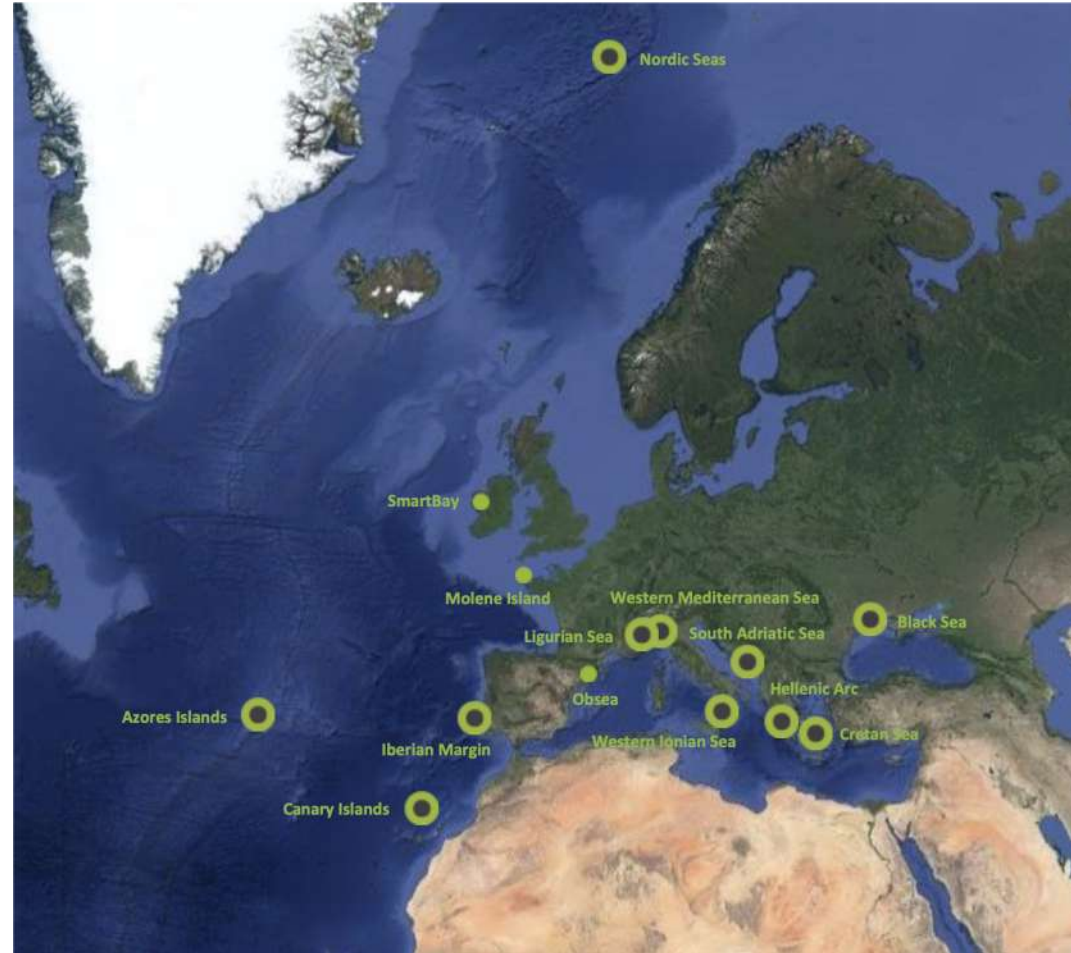 Nordic Seas
SmartBay
Molene Island
Western Mediterranean Sea
Ligurian Sea
South Adriatic Sea
Black Sea
Obsea
Hellenic Arc
Azores Islands
Iberian Margin
Western Ionian Sea
Cretan Sea
Canary Islands